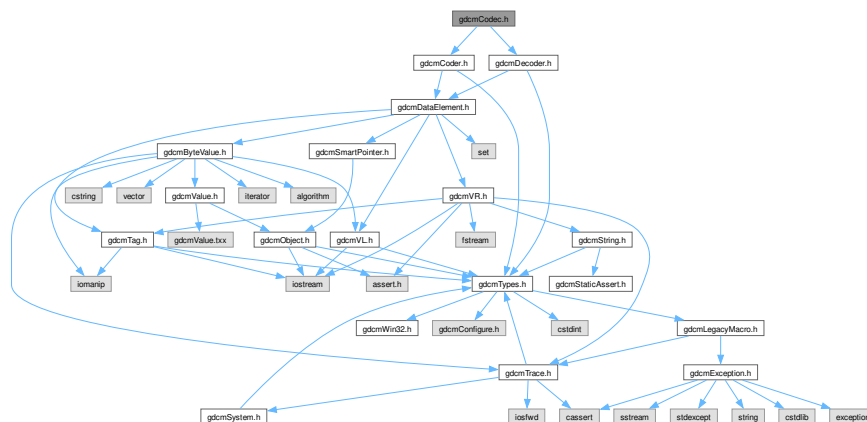 gdcmCodec.h
gdcmCoder.h
gdcmDecoder.h
gdcmDataElement.h
gdcmByteValue.h
gdcmSmartPointer.h
set
cstring
vector
gdcmValue.h
iterator
algorithm
gdcmVR.h
gdcmTag.h
gdcmValue.txx
gdcmObject.h
gdcmVL.h
fstream
gdcmString.h
iomanip
iostream
assert.h
gdcmTypes.h
gdcmStaticAssert.h
gdcmWin32.h
gdcmConfigure.h
cstdint
gdcmLegacyMacro.h
gdcmTrace.h
gdcmException.h
gdcmSystem.h
iosfwd
cassert
sstream
stdexcept
string
cstdlib
exception